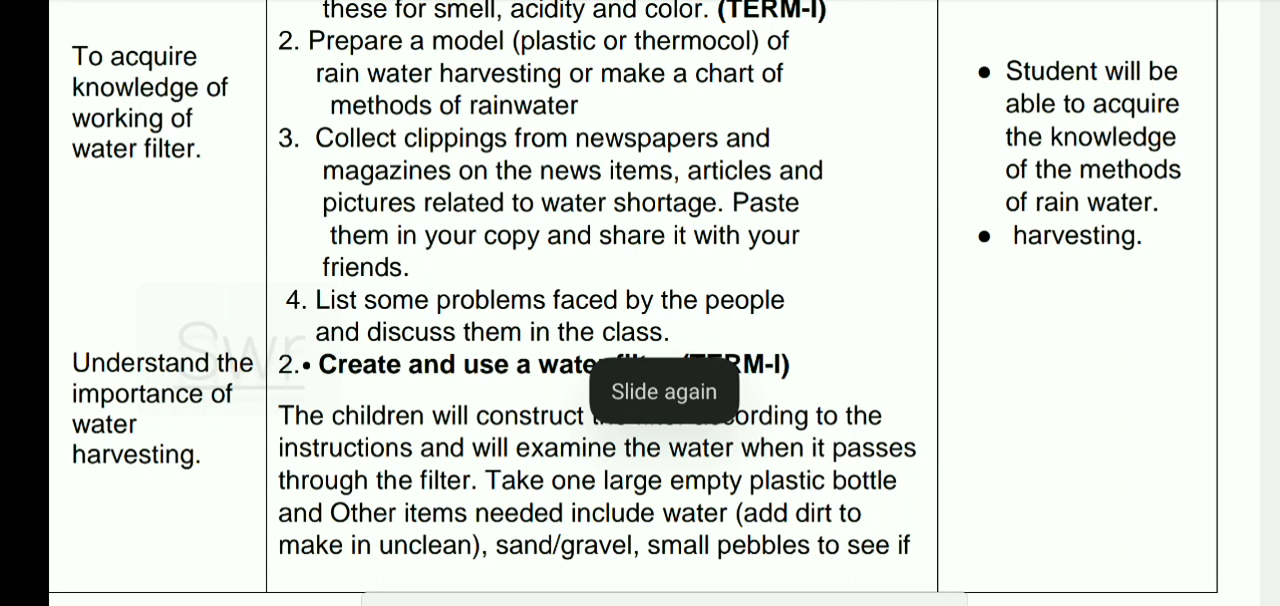 these for smell, acidity and color. (TERM-I)
To acquire
knowledge of
working of
water filter.
2. Prepare a model (plastic or thermocol) of
rain water harvesting or make a chart of
methods of rainwater
3. Collect clippings from newspapers and
magazines on the news items, articles and
pictures related to water shortage. Paste
them in your copy and share it with your
friends.
4. List some problems faced by the people
and discuss them in the class.
Understand the
importance of
water
harvesting.
2.• Create and use a water (TERM-I)
Slide again
The children will construct according to the
instructions and will examine the water when it passes
through the filter. Take one large empty plastic bottle
and Other items needed include water (add dirt to
make in unclean), sand/gravel, small pebbles to see if
• Student will be
able to acquire
the knowledge
of the methods
of rain water.
• harvesting.
Swr